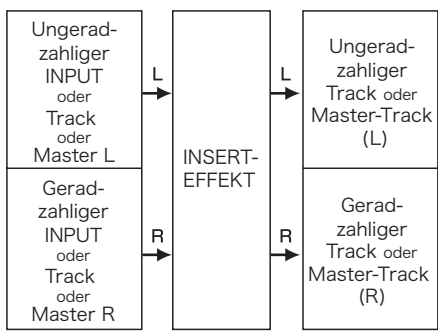 Ungerad-
zahliger
INPUT
oder
Track
oder
Master L
Gerad-
zahliger
INPUT
oder
Track
oder
Master R
L
R
INSERT-
EFFEKT
L
R
Ungerad-
zahliger
Track oder
Master-Track
(L)
Gerad-
zahliger
Track oder
Master-Track
(R)